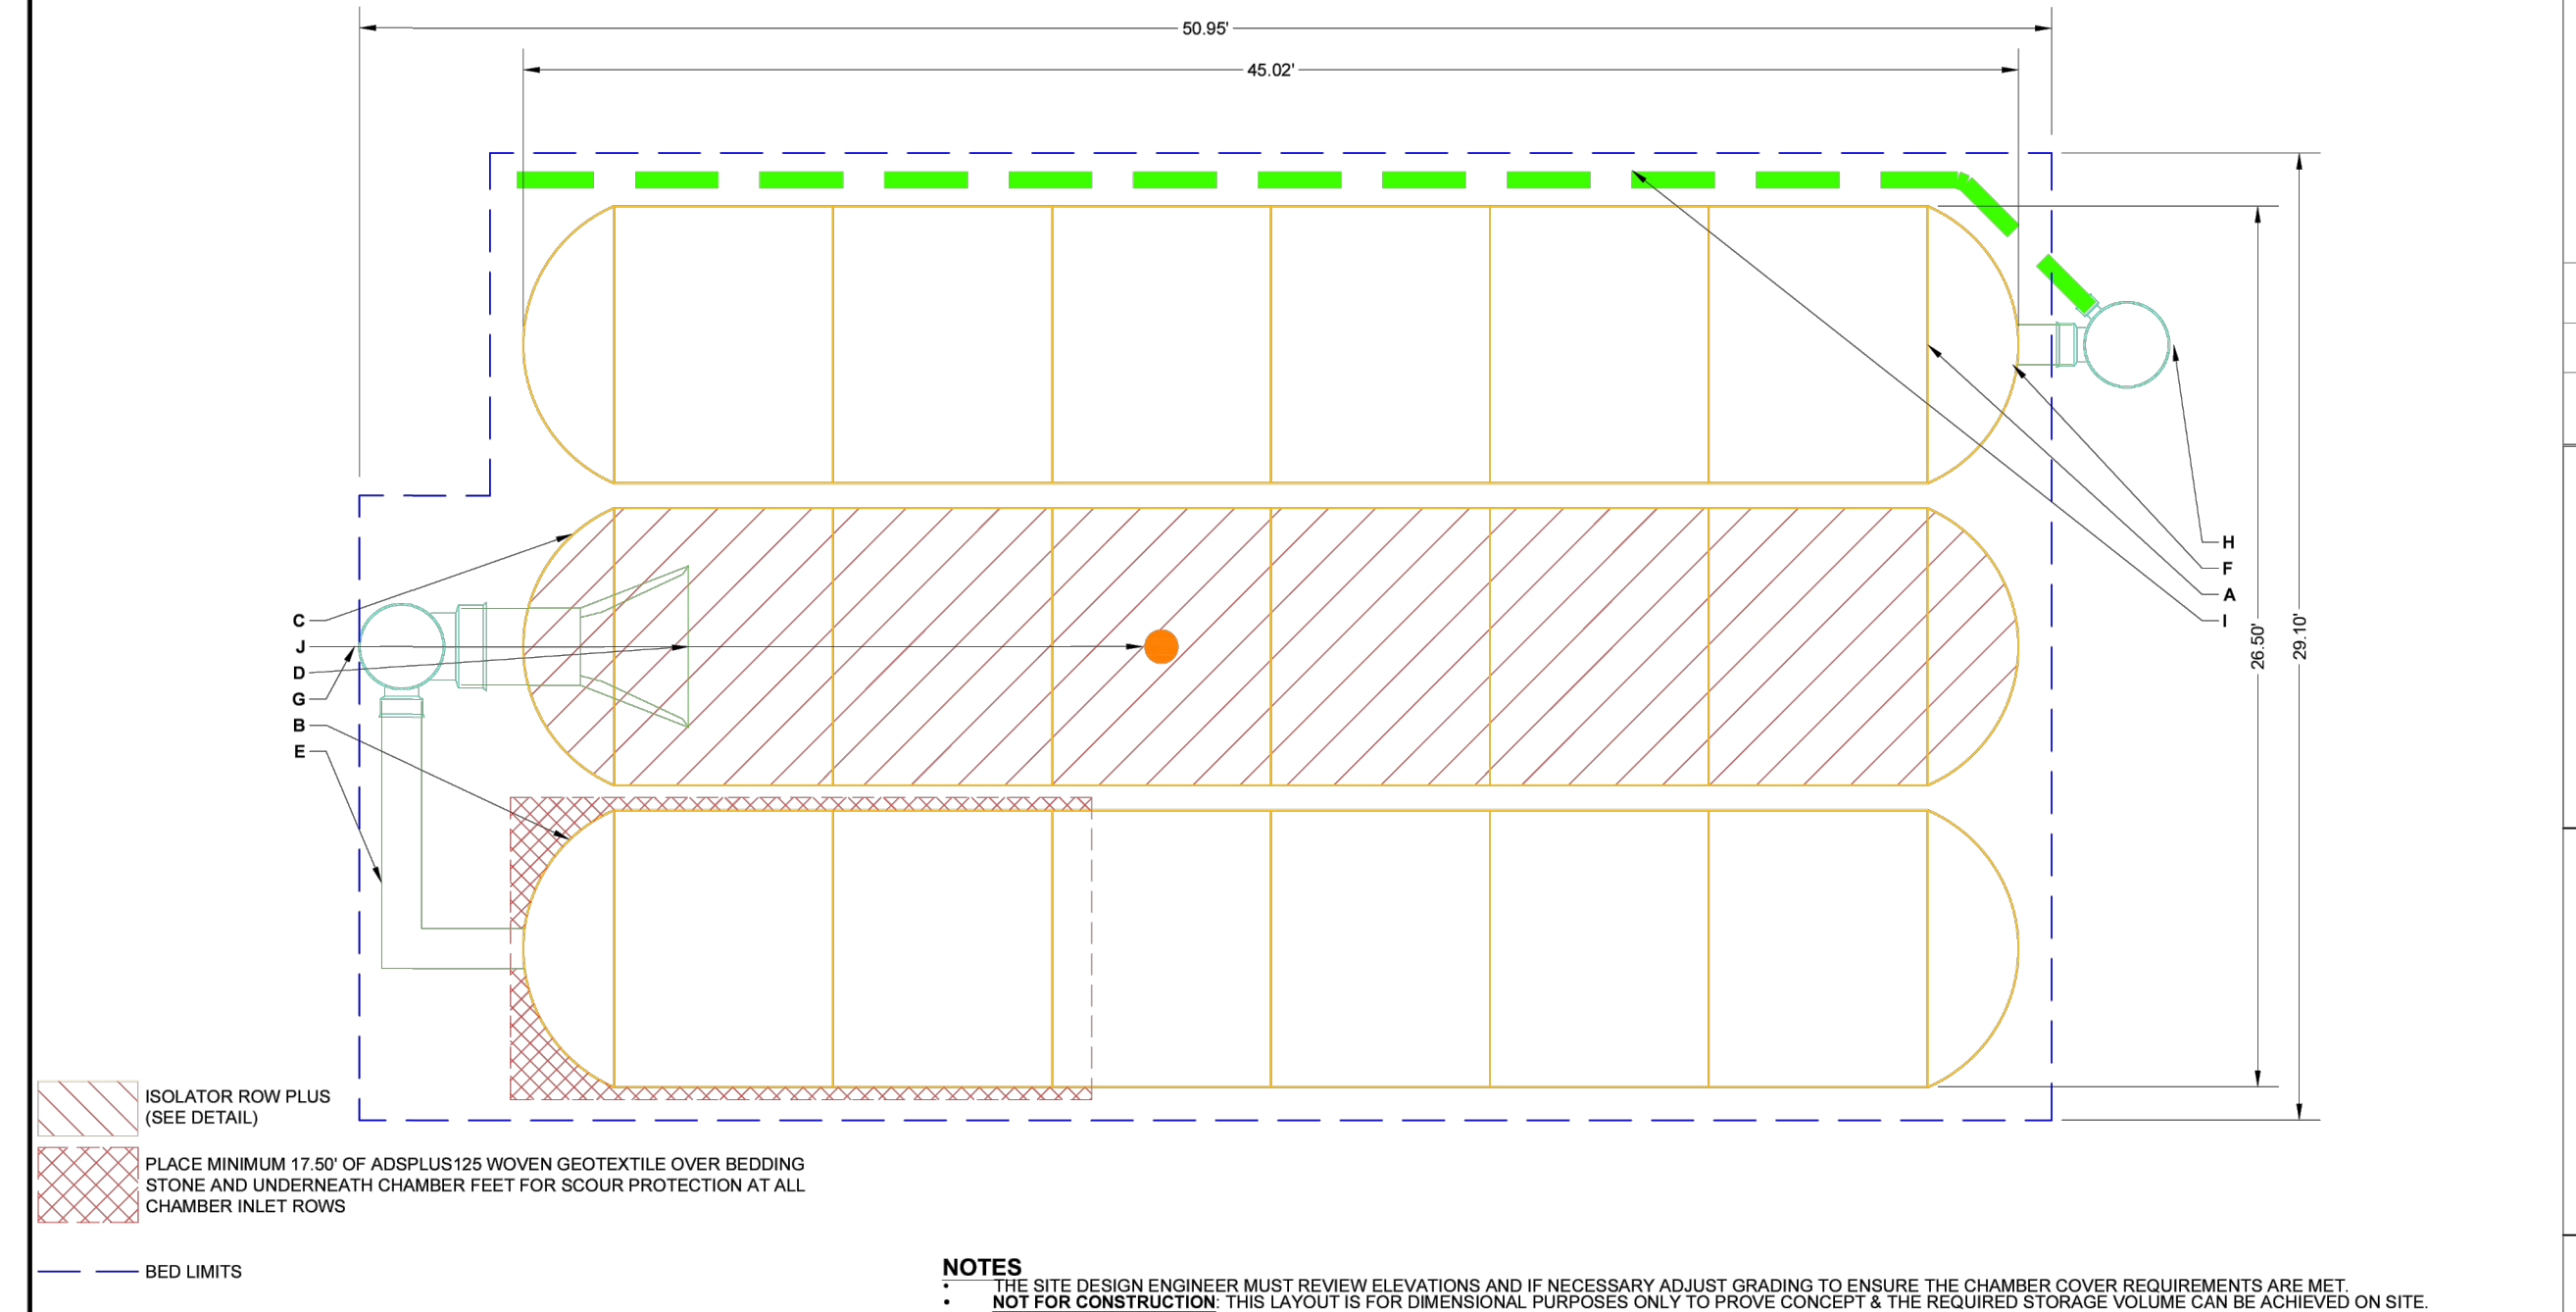 50.95'
45.02'
H
F
A
I
26.50'
29.10'
C
J
D
G
B
E
ISOLATOR ROW PLUS
(SEE DETAIL)
PLACE MINIMUM 17.50' OF ADSPLUS125 WOVEN GEOTEXTILE OVER BEDDING
STONE AND UNDERNEATH CHAMBER FEET FOR SCOUR PROTECTION AT ALL
CHAMBER INLET ROWS
BED LIMITS
NOTES
• THE SITE DESIGN ENGINEER MUST REVIEW ELEVATIONS AND IF NECESSARY ADJUST GRADING TO ENSURE THE CHAMBER COVER REQUIREMENTS ARE MET.
• NOT FOR CONSTRUCTION: THIS LAYOUT IS FOR DIMENSIONAL PURPOSES ONLY TO PROVE CONCEPT & THE REQUIRED STORAGE VOLUME CAN BE ACHIEVED ON SITE.